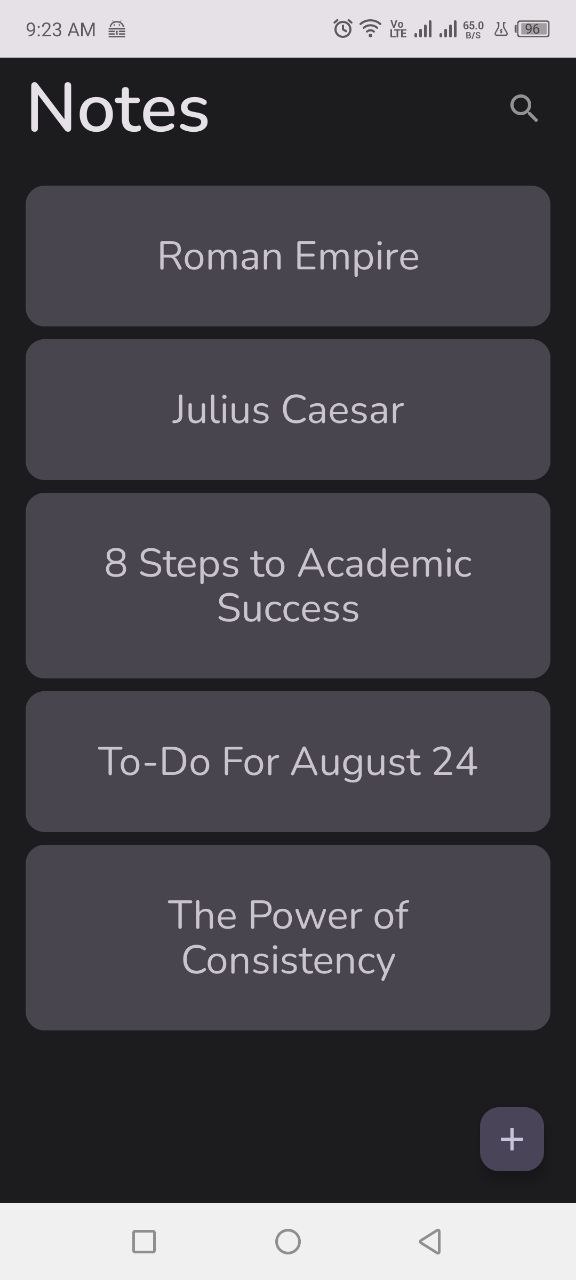 9:23 AM
Vo
LTE
65.0
B/S
96
Notes
Roman Empire
Julius Caesar
8 Steps to Academic
Success
To-Do For August 24
The Power of
Consistency
+